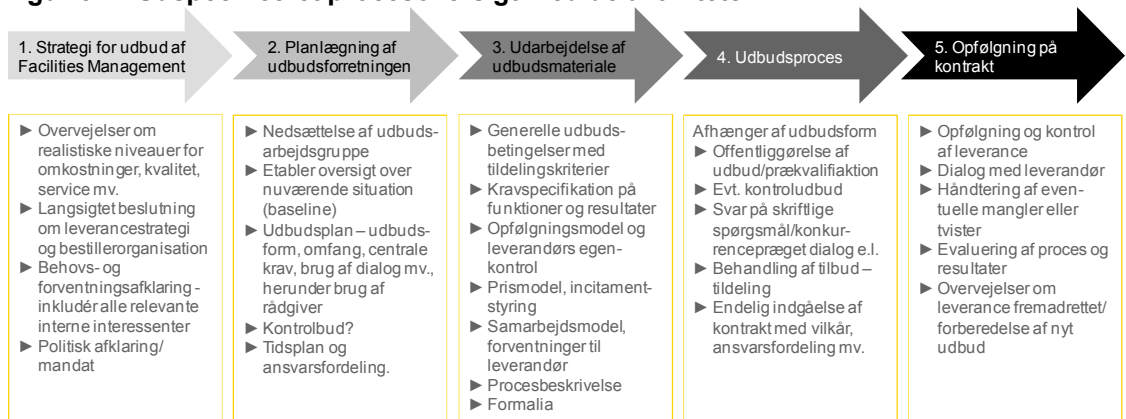 1. Strategi for udbud af
Facilities Management
2. Planlægning af
udbudsforretningen
3. Udarbejdelse af
udbudsmateriale
4. Udbudsproces
5. Opfølgning på
kontrakt
► Overvejelser om
realistiske niveauer for
omkostninger, kvalitet,
service mv.
► Langsigtet beslutning
om leverancestrategi
og bestillerorganisation
► Behovs- og
forventningsafklaring -
inkludér alle relevante
interne interessenter
► Politisk afklaring/
mandat
► Nedsættelse af udbuds-
arbejdsgruppe
► Etabler oversigt over
nuværende situation
(baseline)
► Udbudsplan – udbuds-
form, omfang, centrale
krav, brug af dialog mv.,
herunder brug af
rådgiver
► Kontrolbud?
► Tidsplan og
ansvarsfordeling.
► Generelle udbuds-
betingelser med
tildelingskriterier
► Kravspecifikation på
funktioner og resultater
► Opfølgningsmodel og
leverandørs egen-
kontrol
► Prismodel, incitament-
styring
► Samarbejdsmodel,
forventninger til
leverandør
► Procesbeskrivelse
► Formalia
Afhænger af udbudsform
► Offentliggørelse af
udbud/prækvalifiaktion
► Evt. kontroludbud
► Svar på skriftlige
spørgsmål/konkur-
rencepræget dialog e.l.
► Behandling af tilbud –
tildeling
► Endelig indgåelse af
kontrakt med vilkår,
ansvarsfordeling mv.
► Opfølgning og kontrol
af leverance
► Dialog med leverandør
► Håndtering af even-
tuelle mangler eller
tvister
► Evaluering af proces og
resultater
► Overvejelser om
leverance fremadrettet/
forberedelse af nyt
udbud